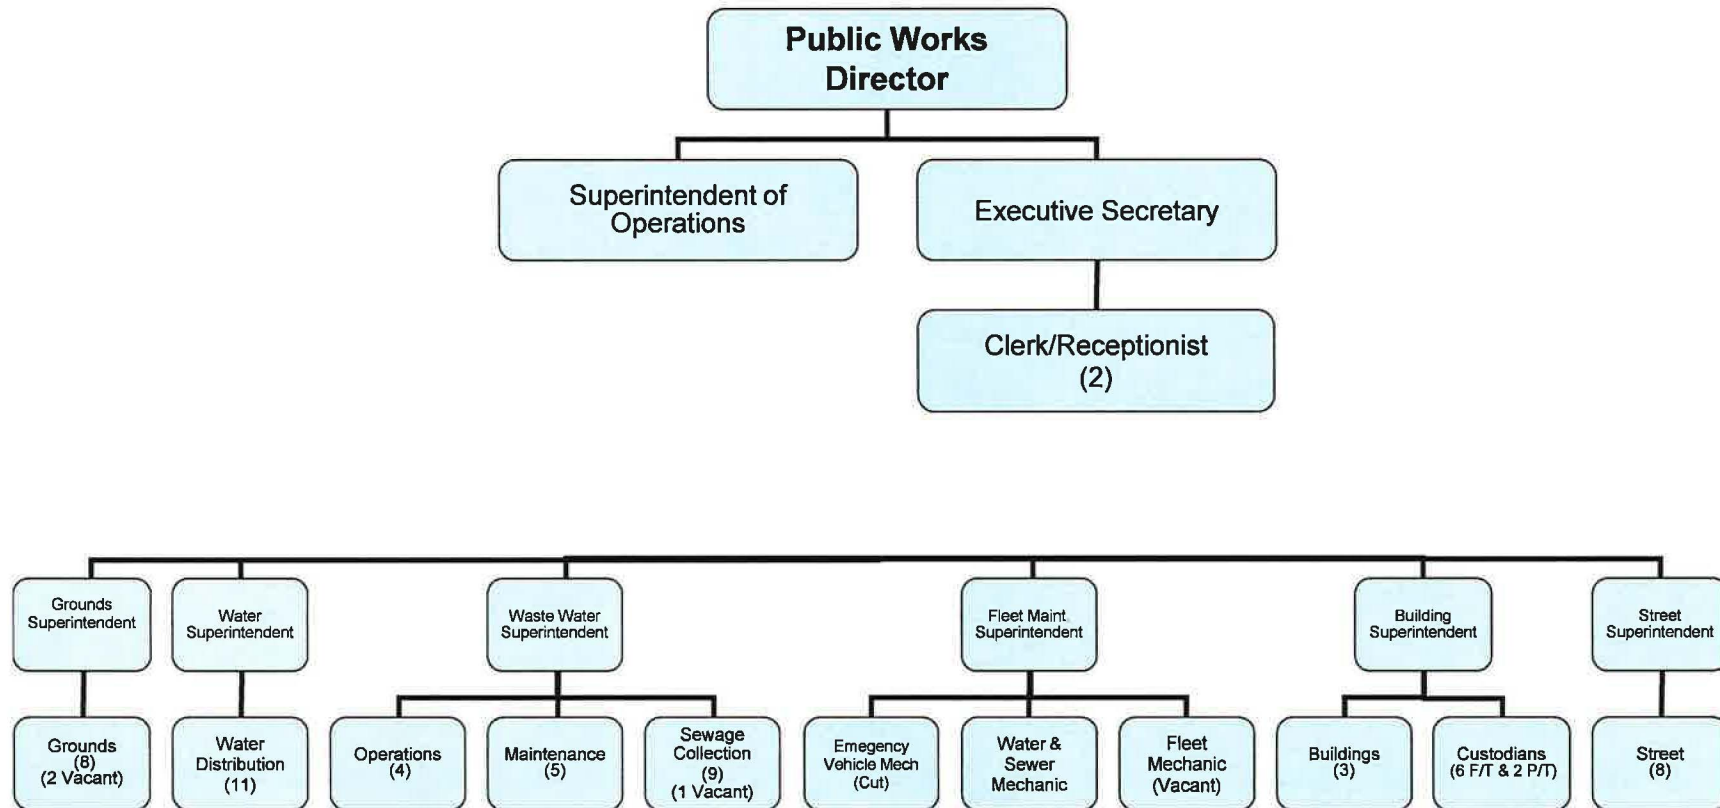 Public Works
Director
Superintendent of
Operations
Executive Secretary
Clerk/Receptionist
(2)
Grounds
Superintendent
Water
Superintendent
Waste Water
Superintendent
Fleet Maint.
Superintendent
Building
Superintendent
Street
Superintendent
Grounds
(8)
(2 Vacant)
Water
Distribution
(11)
Operations
(4)
Maintenance
(5)
Sewage
Collection
(9)
(1 Vacant)
Emegency
Vehicle Mech
(Cut)
Water &
Sewer
Mechanic
Fleet
Mechanic
(Vacant)
Buildings
(3)
Custodians
(6 F/T & 2 P/T)
Street
(8)